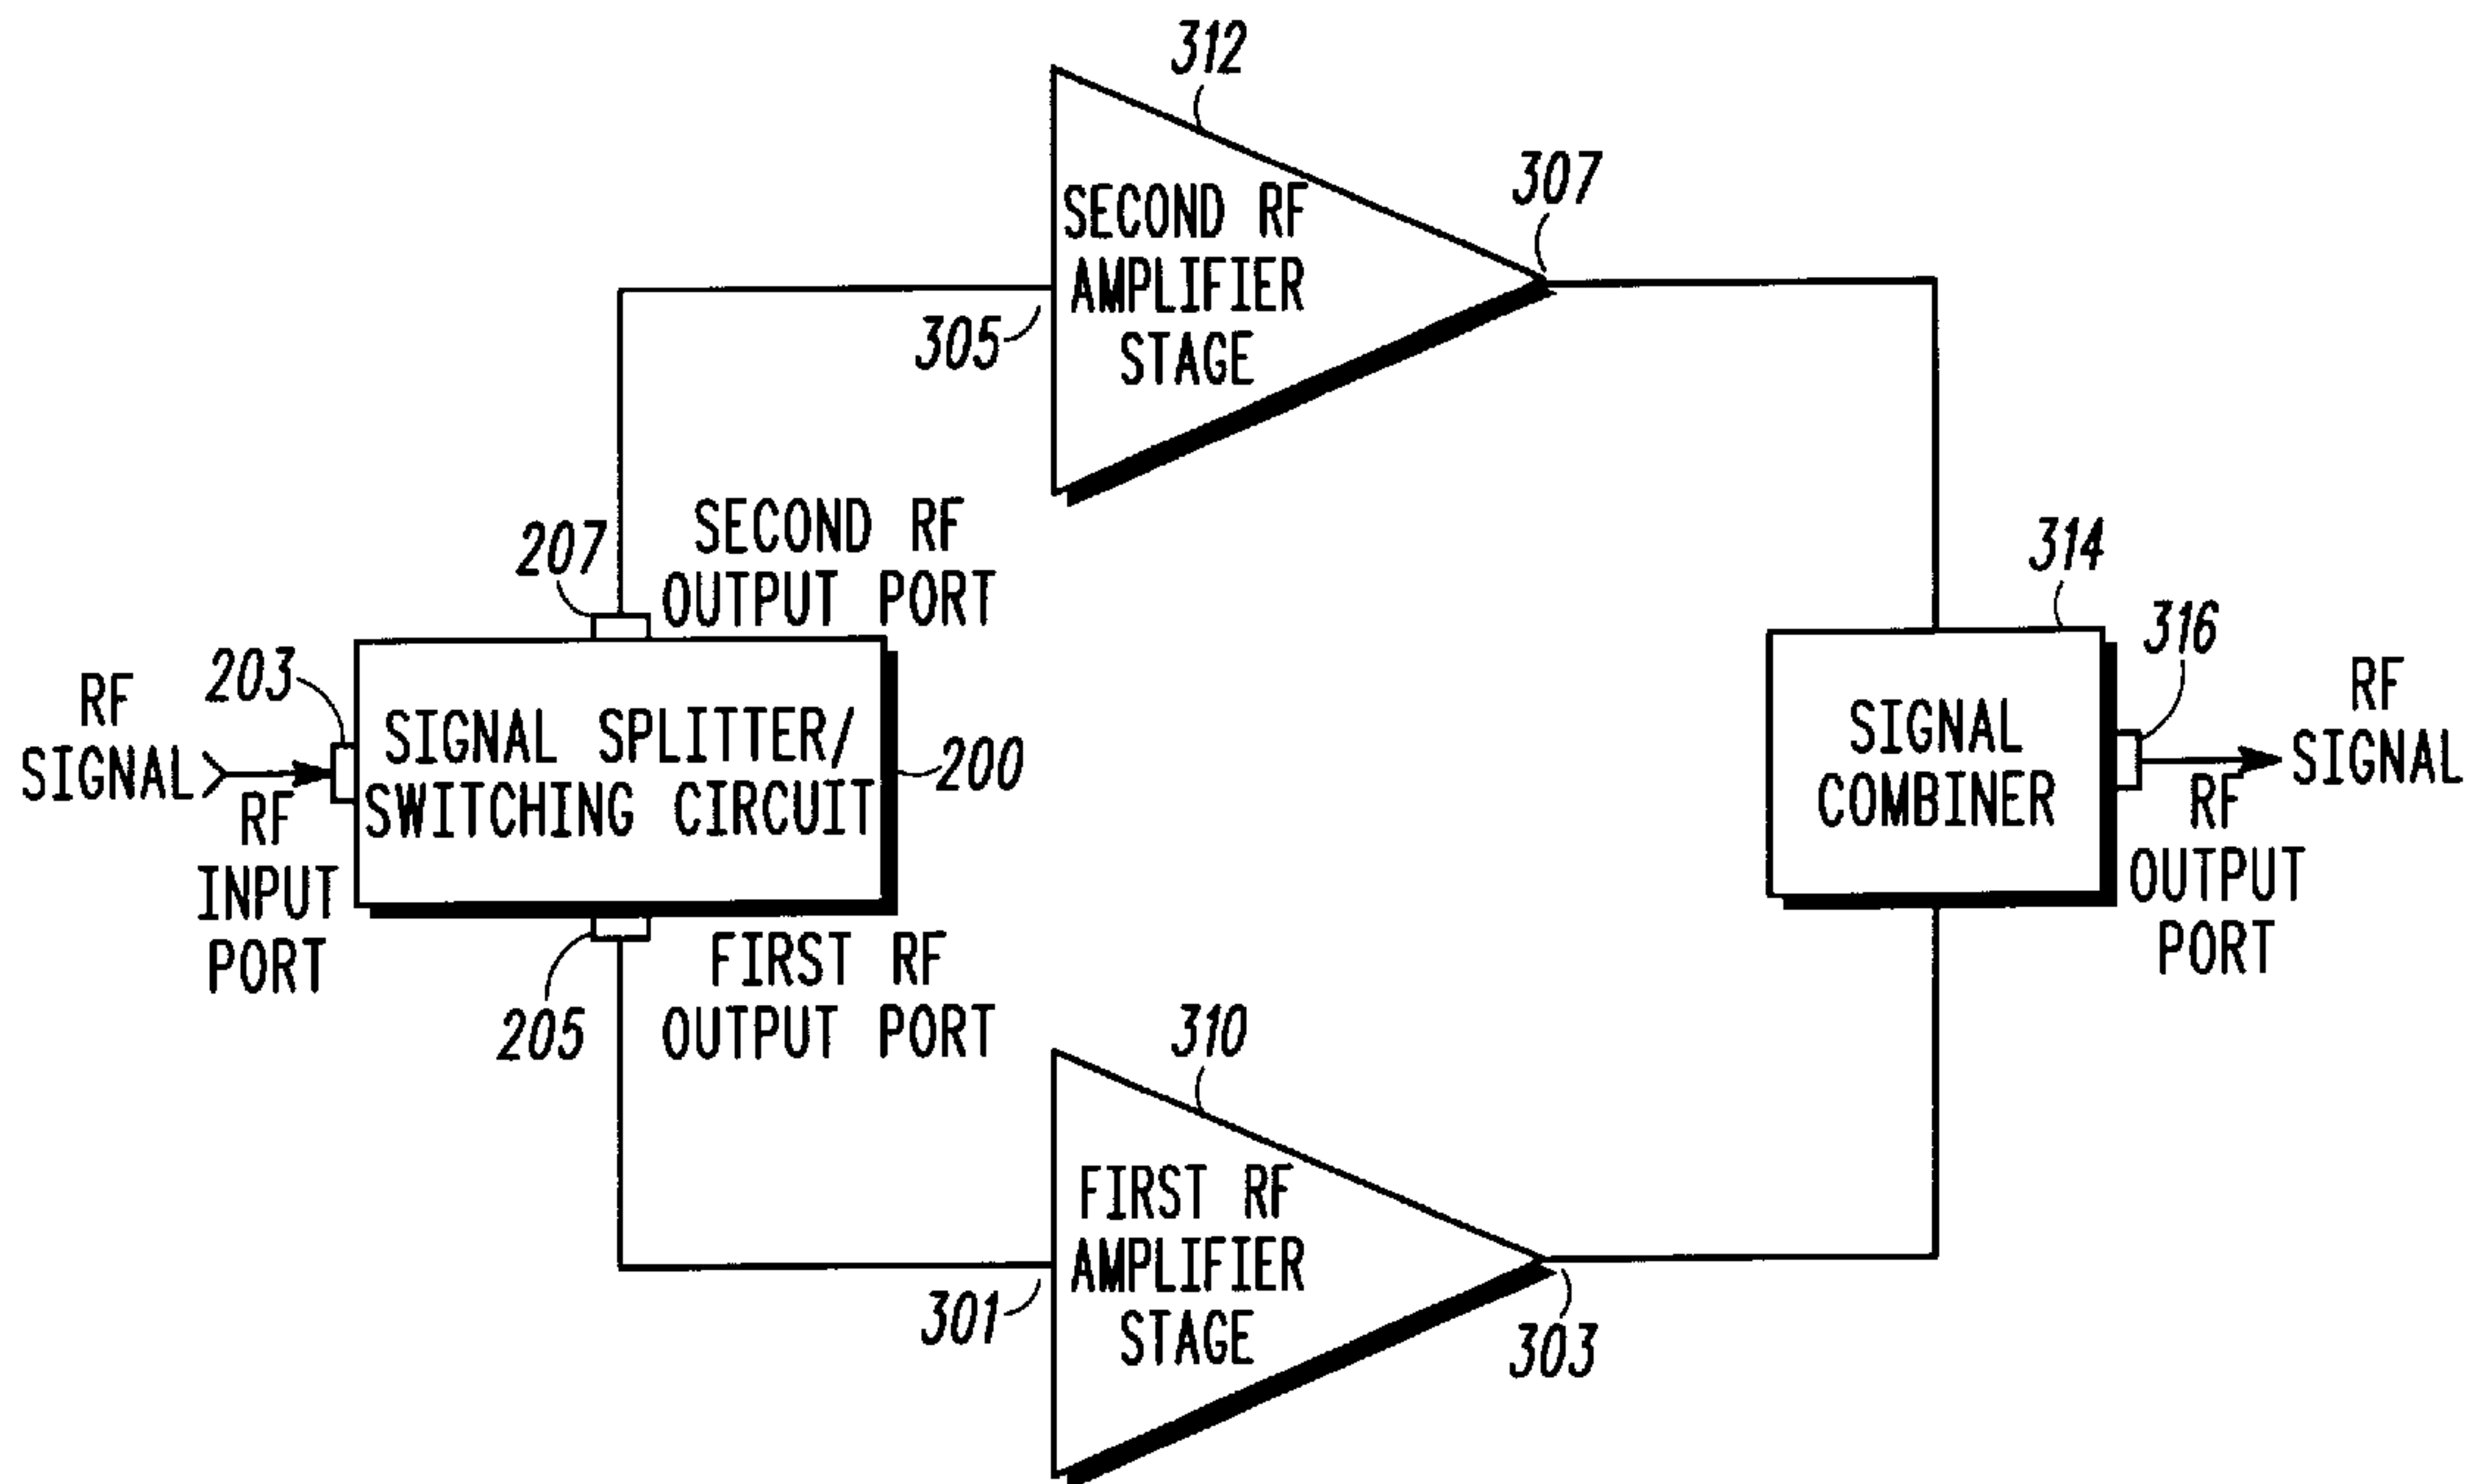 312
SECOND RF
AMPLIFIER
STAGE
307
305
SECOND RF
OUTPUT PORT
207
203
RF
SIGNAL
RF
INPUT
PORT
SIGNAL SPLITTER/
SWITCHING CIRCUIT
200
205
FIRST RF
OUTPUT PORT
310
FIRST RF
AMPLIFIER
STAGE
301
303
314
SIGNAL
COMBINER
316
RF
SIGNAL
RF
OUTPUT
PORT